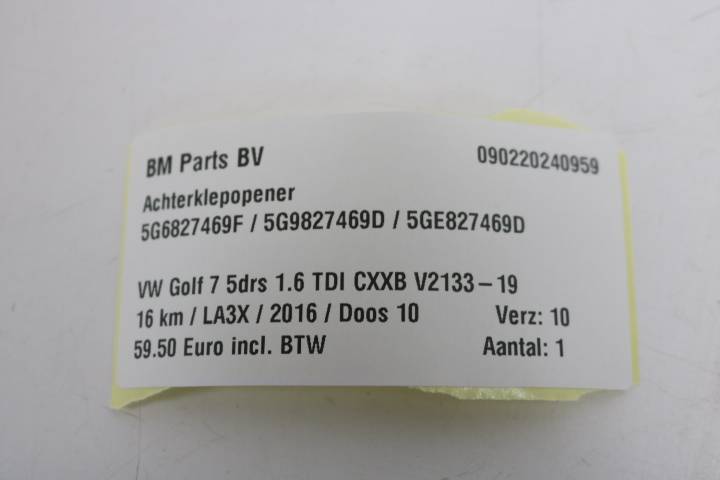 BM Parts BV 090220240959
Achterklepopener
5G6827469F / 5G9827469D / 5GE827469D
VW Golf 7 5drs 1.6 TDI CXXB V2133-19
16 km / LA3X / 2016 / Doos 10 Verz: 10
59.50 Euro incl. BTW Aantal: 1